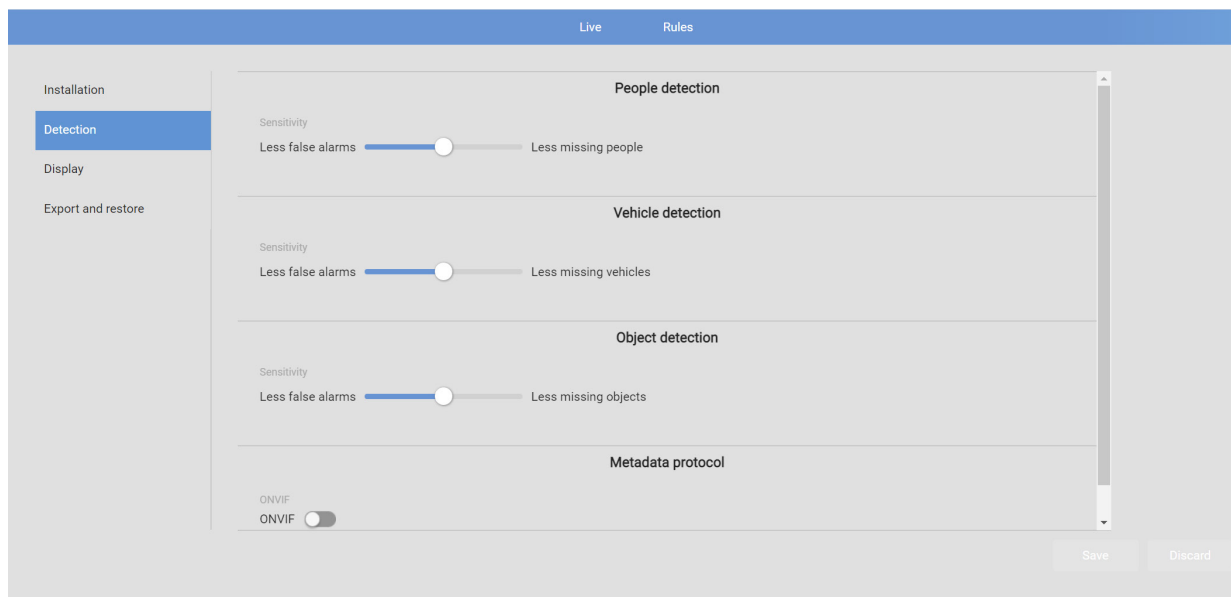 Live Rules
Installation
Detection
Display
Export and restore
People detection
Sensitivity
Less false alarms Less missing people
Vehicle detection
Sensitivity
Less false alarms Less missing vehicles
Object detection
Sensitivity
Less false alarms Less missing objects
Metadata protocol
ONVIF
ONVIF
Save Discard